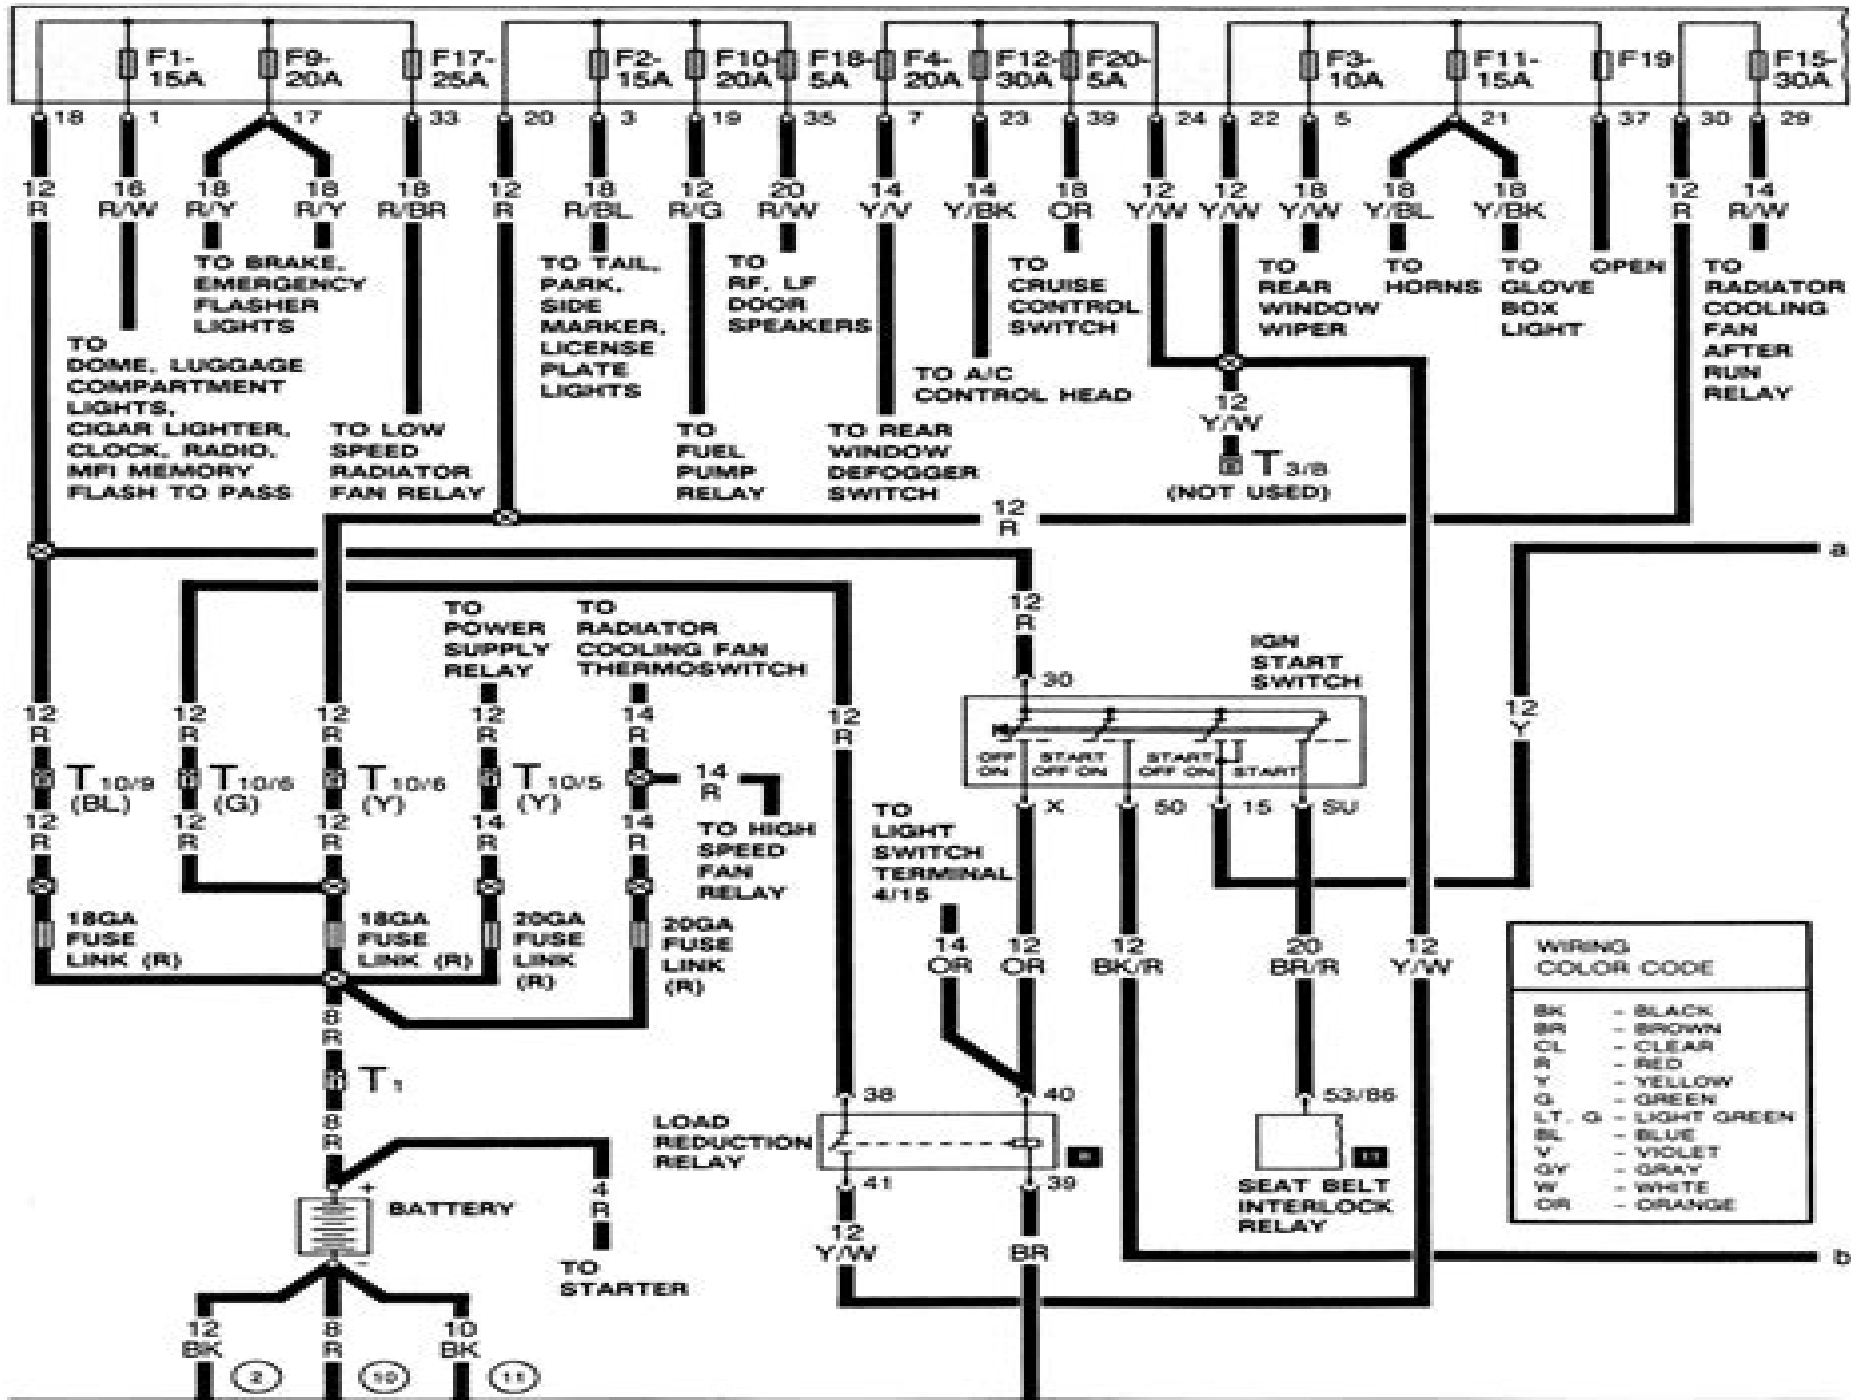 F1- 15A
F9- 20A
F17- 25A
F2- 15A
F10- 20A
F18- 5A
F4- 20A
F12- 30A
F20- 5A
F3- 10A
F11- 15A
F19
F15- 30A
18 1 17 33 20 3 19 35 7 23 39 24 22 5 21 37 30 29
12 16 18 18 18 12 18 12 20 14 14 18 12 12 18 18 18 12 14
R R/W R/Y R/Y R/BR R R/BL R/G R/W Y/V Y/BK OR Y/W Y/W Y/W Y/BL Y/BK R R/W
TO BRAKE,
EMERGENCY
FLASHER
LIGHTS
TO TAIL,
PARK,
SIDE
MARKER,
LICENSE
PLATE
LIGHTS
TO
RF, LF
DOOR
SPEAKERS
TO
CRUISE
CONTROL
SWITCH
TO
REAR
WINDOW
WIPER
TO
HORNS
TO
GLOVE
BOX
LIGHT
OPEN
TO
RADIATOR
COOLING
FAN
AFTER
RUN
RELAY
TO
DOME, LUGGAGE
COMPARTMENT
LIGHTS,
CIGAR LIGHTER,
CLOCK, RADIO,
MFI MEMORY
FLASH TO PASS
TO LOW
SPEED
RADIATOR
FAN RELAY
TO
FUEL
PUMP
RELAY
TO REAR
WINDOW
DEFOGGER
SWITCH
TO A/C
CONTROL HEAD
12
Y/W
T 3/8
(NOT USED)
12
R
a
TO
POWER
SUPPLY
RELAY
TO
RADIATOR
COOLING FAN
THERMOSWITCH
12
R
30
IGN
START
SWITCH
12 12 12 12 14 12 12
R R R R R R Y
OFF ON
START OFF ON
START OFF ON
START
T 10/9 (BL)
T 10/6 (G)
T 10/6 (Y)
T 10/5 (Y)
14
R
12 12 12 14 14
R R R R R
TO HIGH
SPEED
FAN
RELAY
X 50 15 SU
TO
LIGHT
SWITCH
TERMINAL
4/15
18GA
FUSE
LINK (R)
18GA
FUSE
LINK (R)
20GA
FUSE
LINK
(R)
20GA
FUSE
LINK
(R)
14 12 12 20 12
OR OR BK/R BR/R Y/W
8
R
T 1
8
R
38 40 53/86
LOAD
REDUCTION
RELAY
41 39
SEAT BELT
INTERLOCK
RELAY
+
BATTERY
-
4
R
TO
STARTER
12
Y/W
BR
b
12 8 10
BK R BK
2 10 11
WIRING
COLOR CODE
BK - BLACK
BR - BROWN
CL - CLEAR
R - RED
Y - YELLOW
G - GREEN
LT. G - LIGHT GREEN
BL - BLUE
V - VIOLET
GY - GRAY
W - WHITE
OR - ORANGE